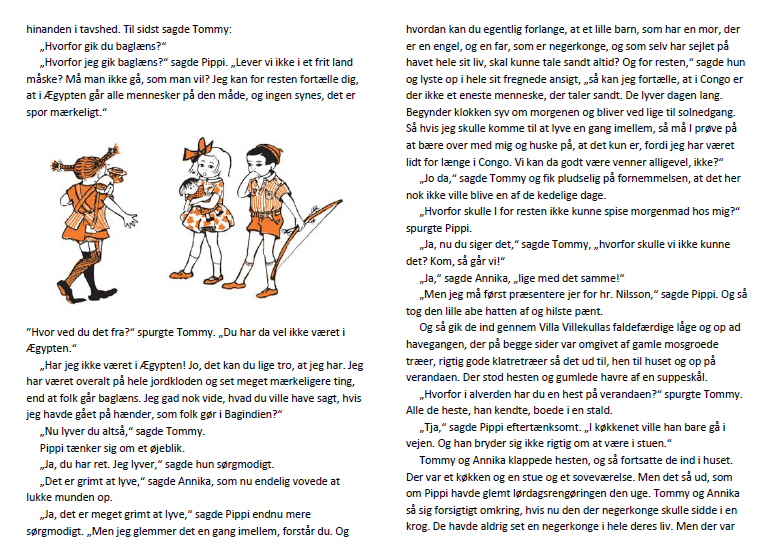 hinanden i tavshed. Til sidst sagde Tommy:
„Hvorfor gik du baglæns?“
„Hvorfor jeg gik baglæns?“ sagde Pippi. „Lever vi ikke i et frit land
måske? Må man ikke gå, som man vil? Jeg kan for resten fortælle dig,
at i Ægypten går alle mennesker på den måde, og ingen synes, det er
spor mærkeligt.“
”Hvor ved du det fra?“ spurgte Tommy. „Du har da vel ikke været i
Ægypten.“
„Har jeg ikke været i Ægypten! Jo, det kan du lige tro, at jeg har. Jeg
har været overalt på hele jordkloden og set meget mærkeligere ting,
end at folk går baglæns. Jeg gad nok vide, hvad du ville have sagt, hvis
jeg havde gået på hænder, som folk gør i Bagindien?“
„Nu lyver du altså,“ sagde Tommy.
Pippi tænker sig om et øjeblik.
„Ja, du har ret. Jeg lyver,“ sagde hun sørgmodigt.
„Det er grimt at lyve,“ sagde Annika, som nu endelig vovede at
lukke munden op.
„Ja, det er meget grimt at lyve,“ sagde Pippi endnu mere
sørgmodigt. „Men jeg glemmer det en gang imellem, forstår du. Og
hvordan kan du egentlig forlange, at et lille barn, som har en mor, der
er en engel, og en far, som er negerkonge, og som selv har sejlet på
havet hele sit liv, skal kunne tale sandt altid? Og for resten,“ sagde hun
og lyste op i hele sit fregnede ansigt, „så kan jeg fortælle, at i Congo er
der ikke et eneste menneske, der taler sandt. De lyver dagen lang.
Begynder klokken syv om morgenen og bliver ved lige til solnedgang.
Så hvis jeg skulle komme til at lyve en gang imellem, så må I prøve på
at bære over med mig og huske på, at det kun er, fordi jeg har været
lidt for længe i Congo. Vi kan da godt være venner alligevel, ikke?“
„Jo da,“ sagde Tommy og fik pludselig på fornemmelsen, at det her
nok ikke ville blive en af de kedelige dage.
„Hvorfor skulle I for resten ikke kunne spise morgenmad hos mig?“
spurgte Pippi.
„Ja, nu du siger det,“ sagde Tommy, „hvorfor skulle vi ikke kunne
det? Kom, så går vi!“
„Ja,“ sagde Annika, „lige med det samme!“
„Men jeg må først præsentere jer for hr. Nilsson,“ sagde Pippi. Og så
tog den lille abe hatten af og hilste pænt.
Og så gik de ind gennem Villa Villekullas faldefærdige låge og op ad
havegangen, der på begge sider var omgivet af gamle mosgroede
træer, rigtig gode klatretræer så det ud til, hen til huset og op på
verandaen. Der stod hesten og gumlede havre af en suppeskål.
„Hvorfor i alverden har du en hest på verandaen?“ spurgte Tommy.
Alle de heste, han kendte, boede i en stald.
„Tja,“ sagde Pippi eftertænksomt. „I køkkenet ville han bare gå i
vejen. Og han bryder sig ikke rigtig om at være i stuen.“
Tommy og Annika klappede hesten, og så fortsatte de ind i huset.
Der var et køkken og en stue og et soveværelse. Men det så ud, som
om Pippi havde glemt lørdagsrengøringen den uge. Tommy og Annika
så sig forsigtigt omkring, hvis nu den der negerkonge skulle sidde i en
krog. De havde aldrig set en negerkonge i hele deres liv. Men der var